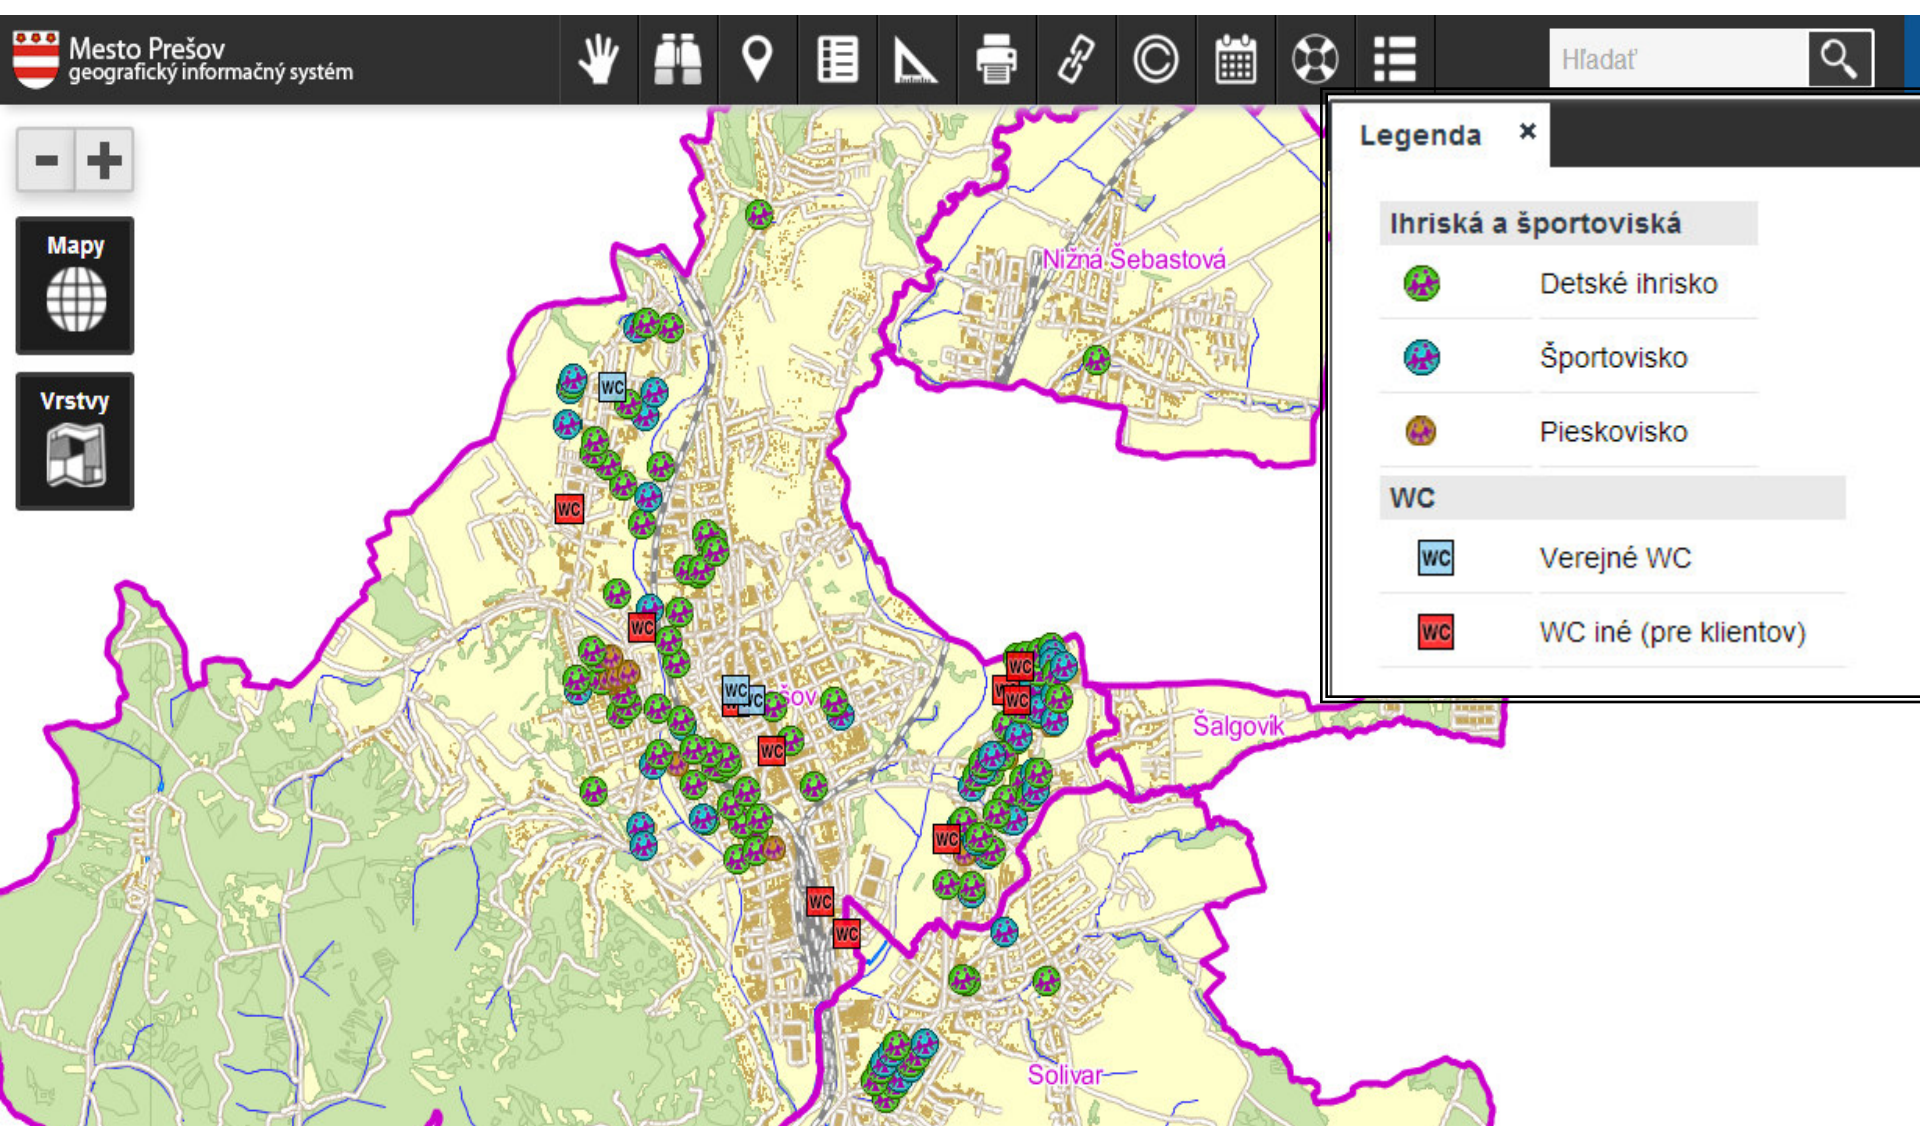 Mesto Prešov
geografický informačný systém
Hľadať
Mapy
Vrstvy
Legenda
Ihriská a športoviská
Detské ihrisko
Športovisko
Pieskovisko
WC
WC Verejné WC
WC WC iné (pre klientov)
Nižná Šebastová
WC
WC
WC
WC
WC
šov
WC
WC
WC
Šalgovík
WC
WC
WC
Solivar